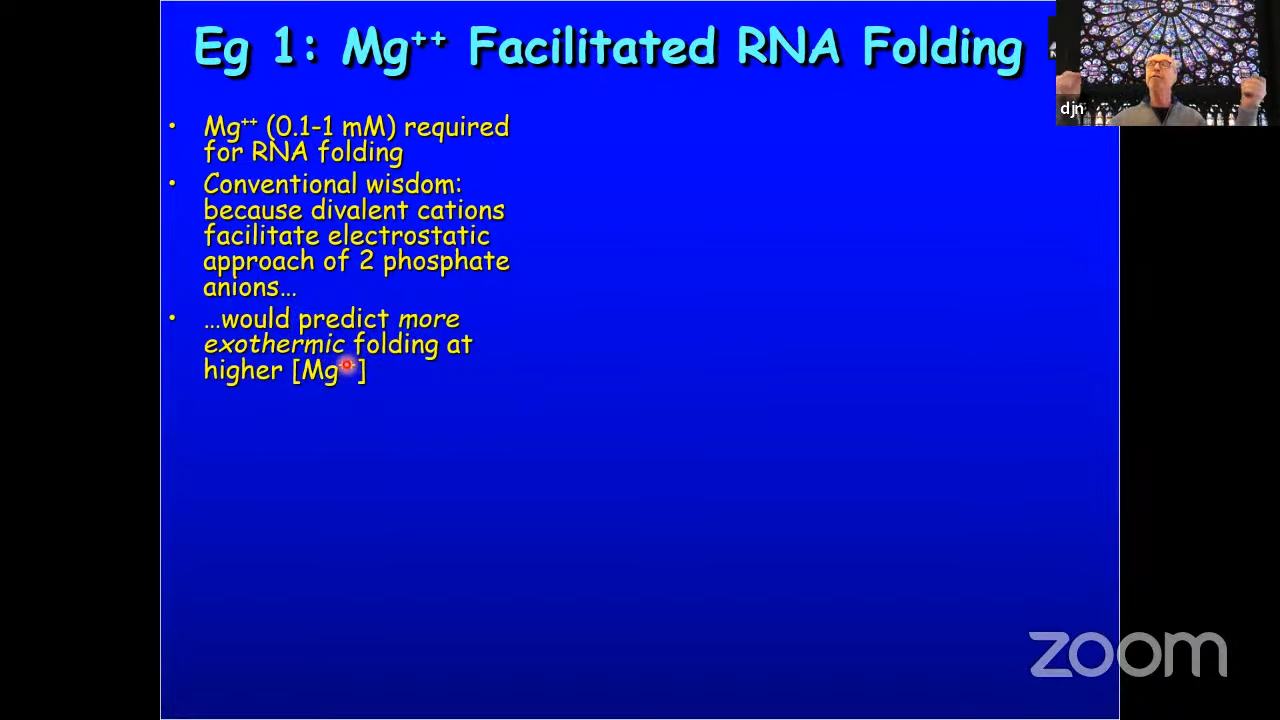 Eg 1: Mg⁺⁺ Facilitated RNA Folding
djn
• Mg⁺⁺ (0.1-1 mM) required
for RNA folding
• Conventional wisdom:
because divalent cations
facilitate electrostatic
approach of 2 phosphate
anions…
• …would predict more
exothermic folding at
higher [Mg⁺⁺]
zoom